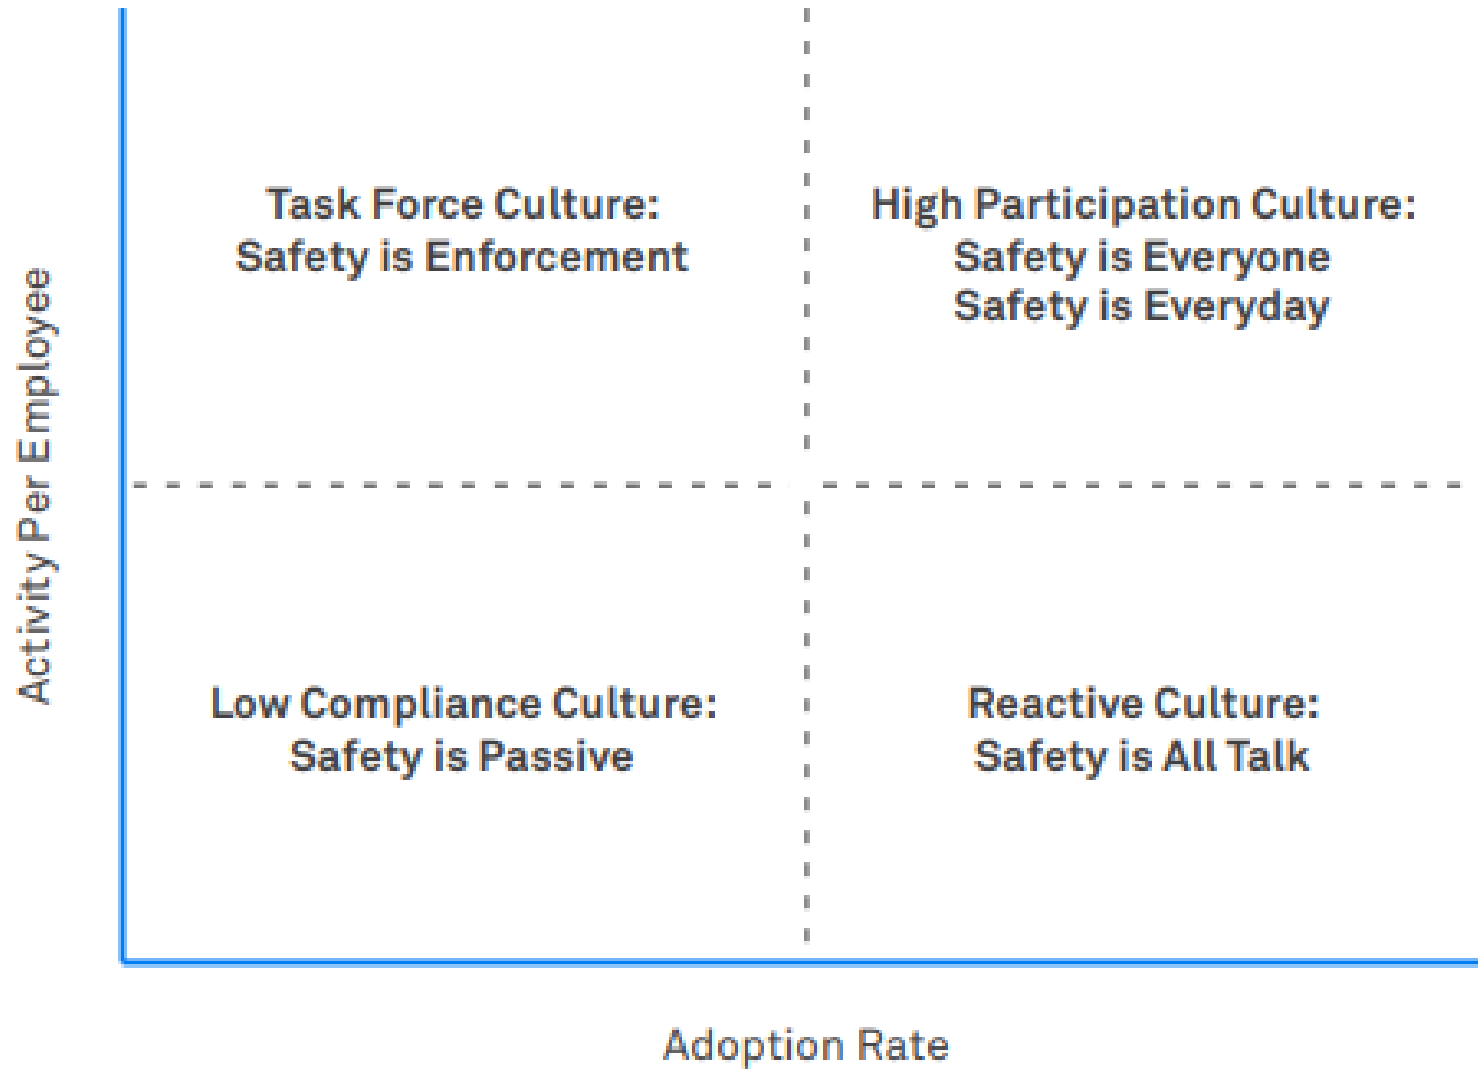 Task Force Culture:
Safety is Enforcement
High Participation Culture:
Safety is Everyone
Safety is Everyday
Activity Per Employee
Low Compliance Culture:
Safety is Passive
Reactive Culture:
Safety is All Talk
Adoption Rate